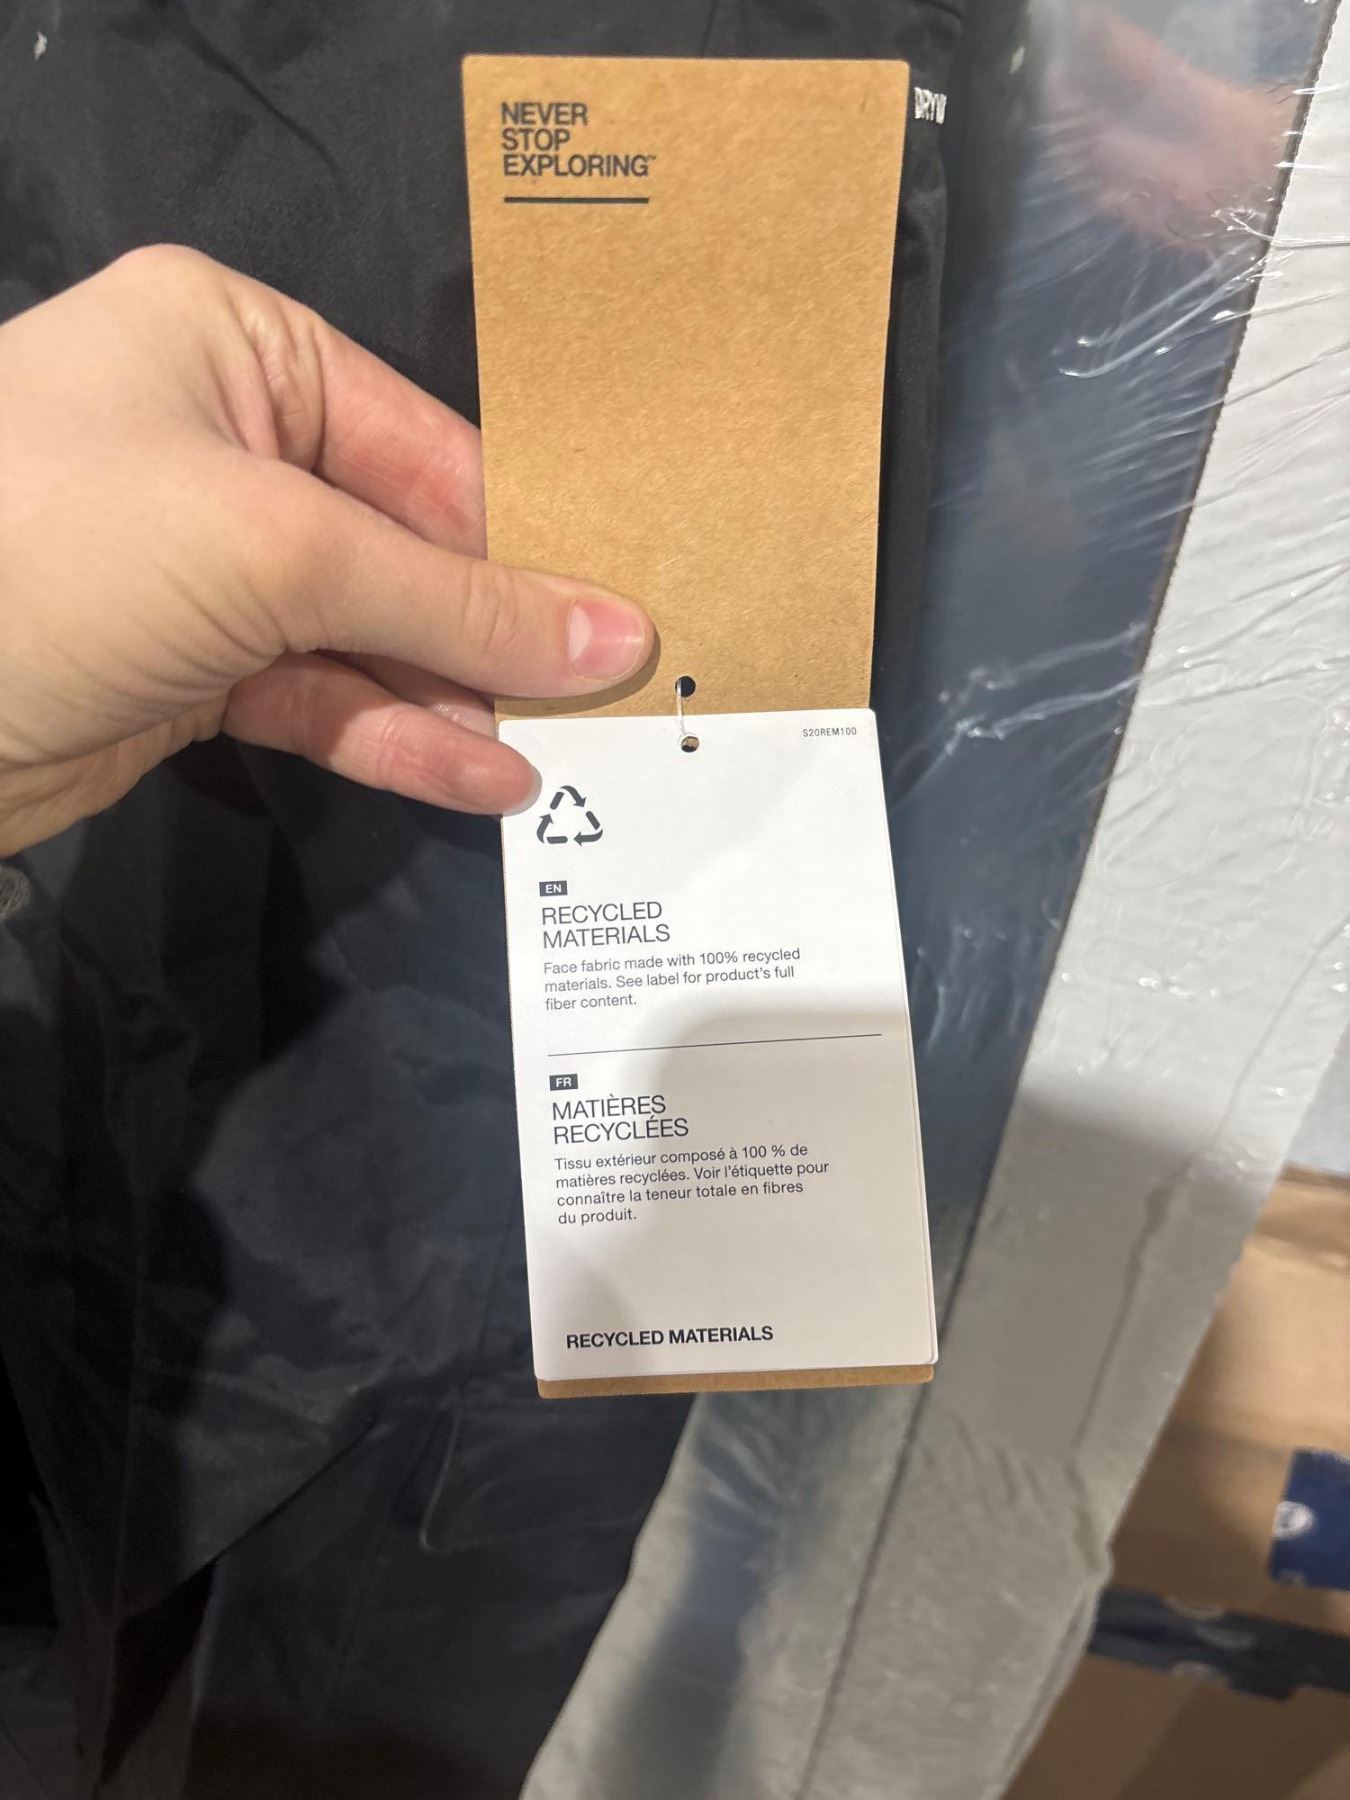 NEVER
STOP
EXPLORING™
S20REM100
EN
RECYCLED
MATERIALS
Face fabric made with 100% recycled
materials. See label for product's full
fiber content.
FR
MATIÈRES
RECYCLÉES
Tissu extérieur composé à 100 % de
matières recyclées. Voir l'étiquette pour
connaître la teneur totale en fibres
du produit.
RECYCLED MATERIALS